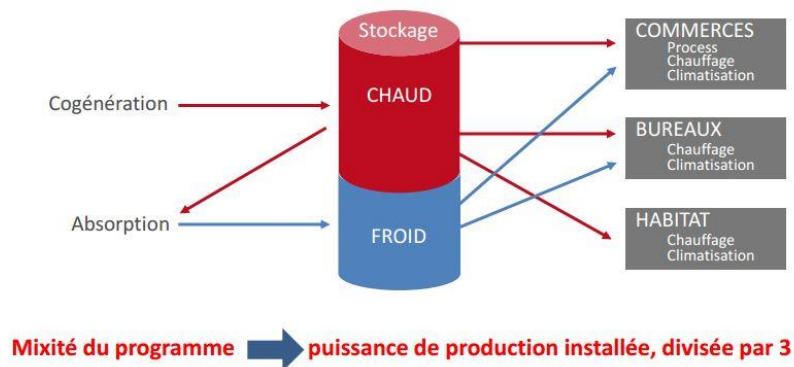 Stockage
CHAUD
FROID
Cogénération
Absorption
COMMERCES
Process
Chauffage
Climatisation
BUREAUX
Chauffage
Climatisation
HABITAT
Chauffage
Climatisation
Mixité du programme puissance de production installée, divisée par 3